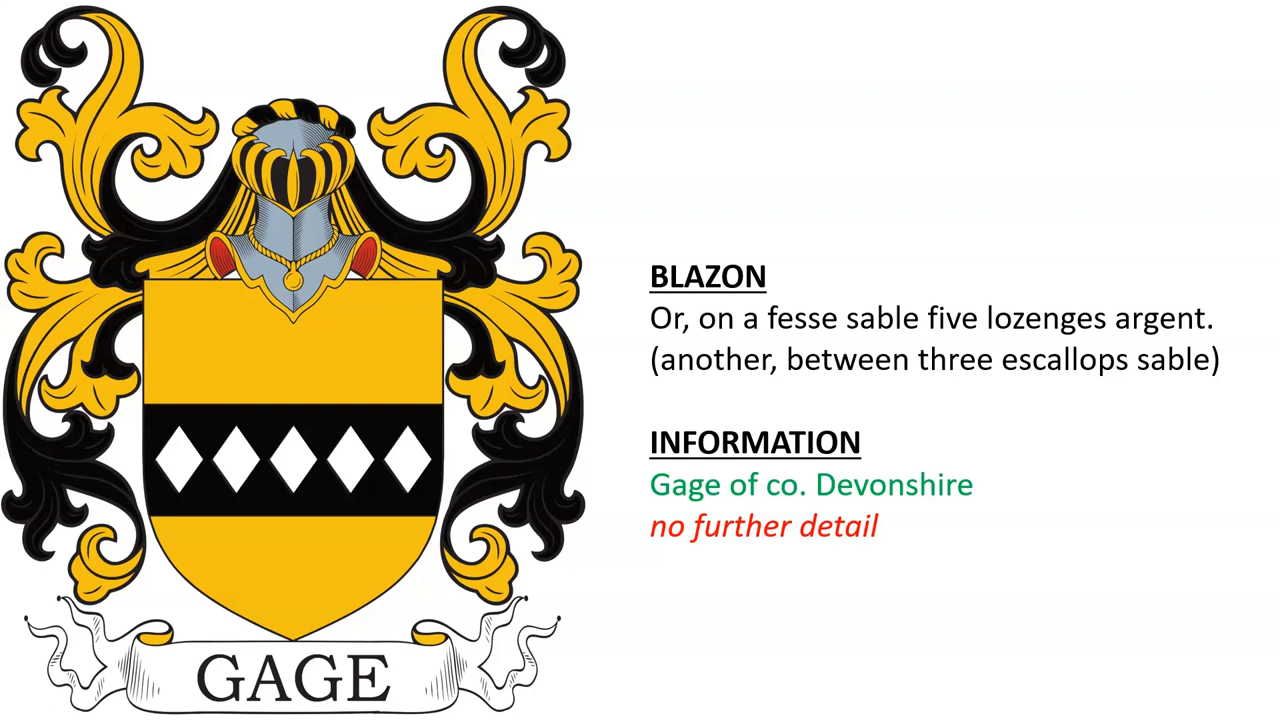 BLAZON
Or, on a fesse sable five lozenges argent.
(another, between three escallops sable)
INFORMATION
Gage of co. Devonshire
no further detail
GAGE